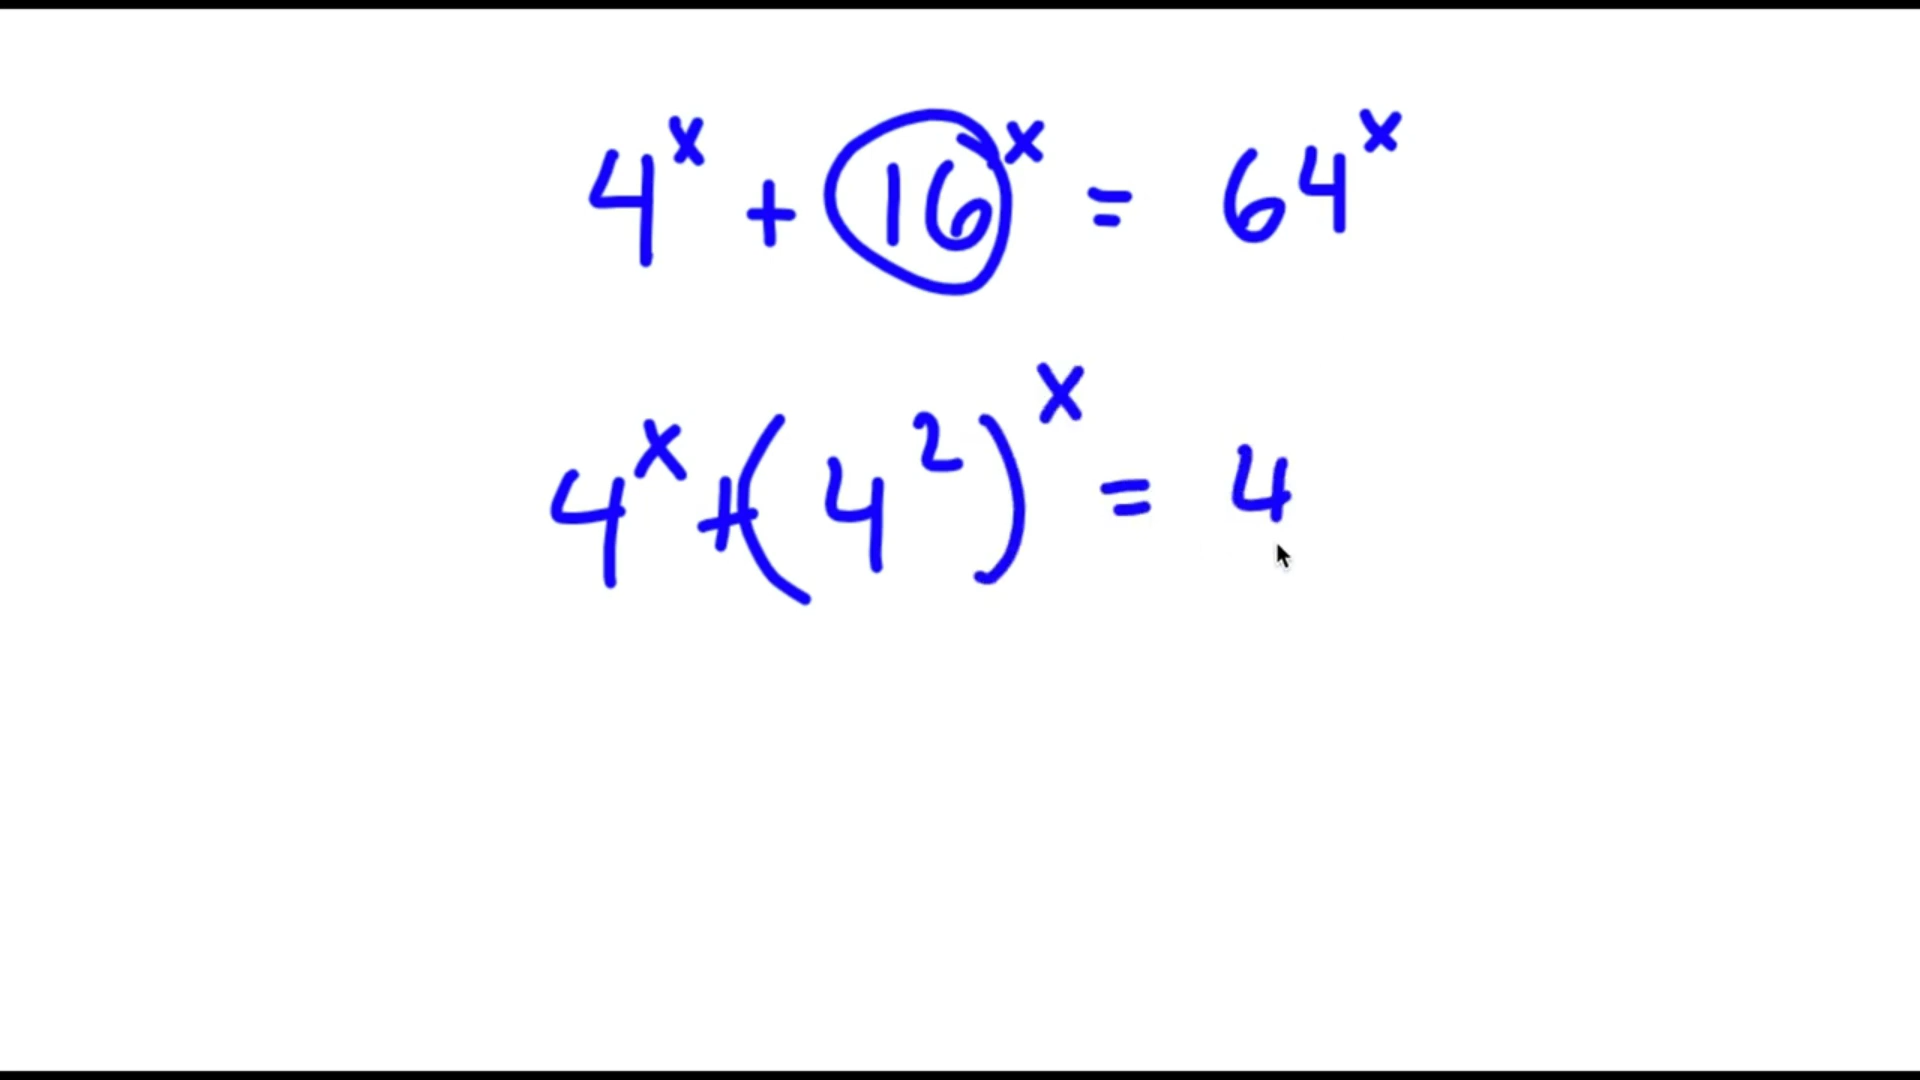 4^x + 16^x = 64^x
4^x + (4^2)^x = 4